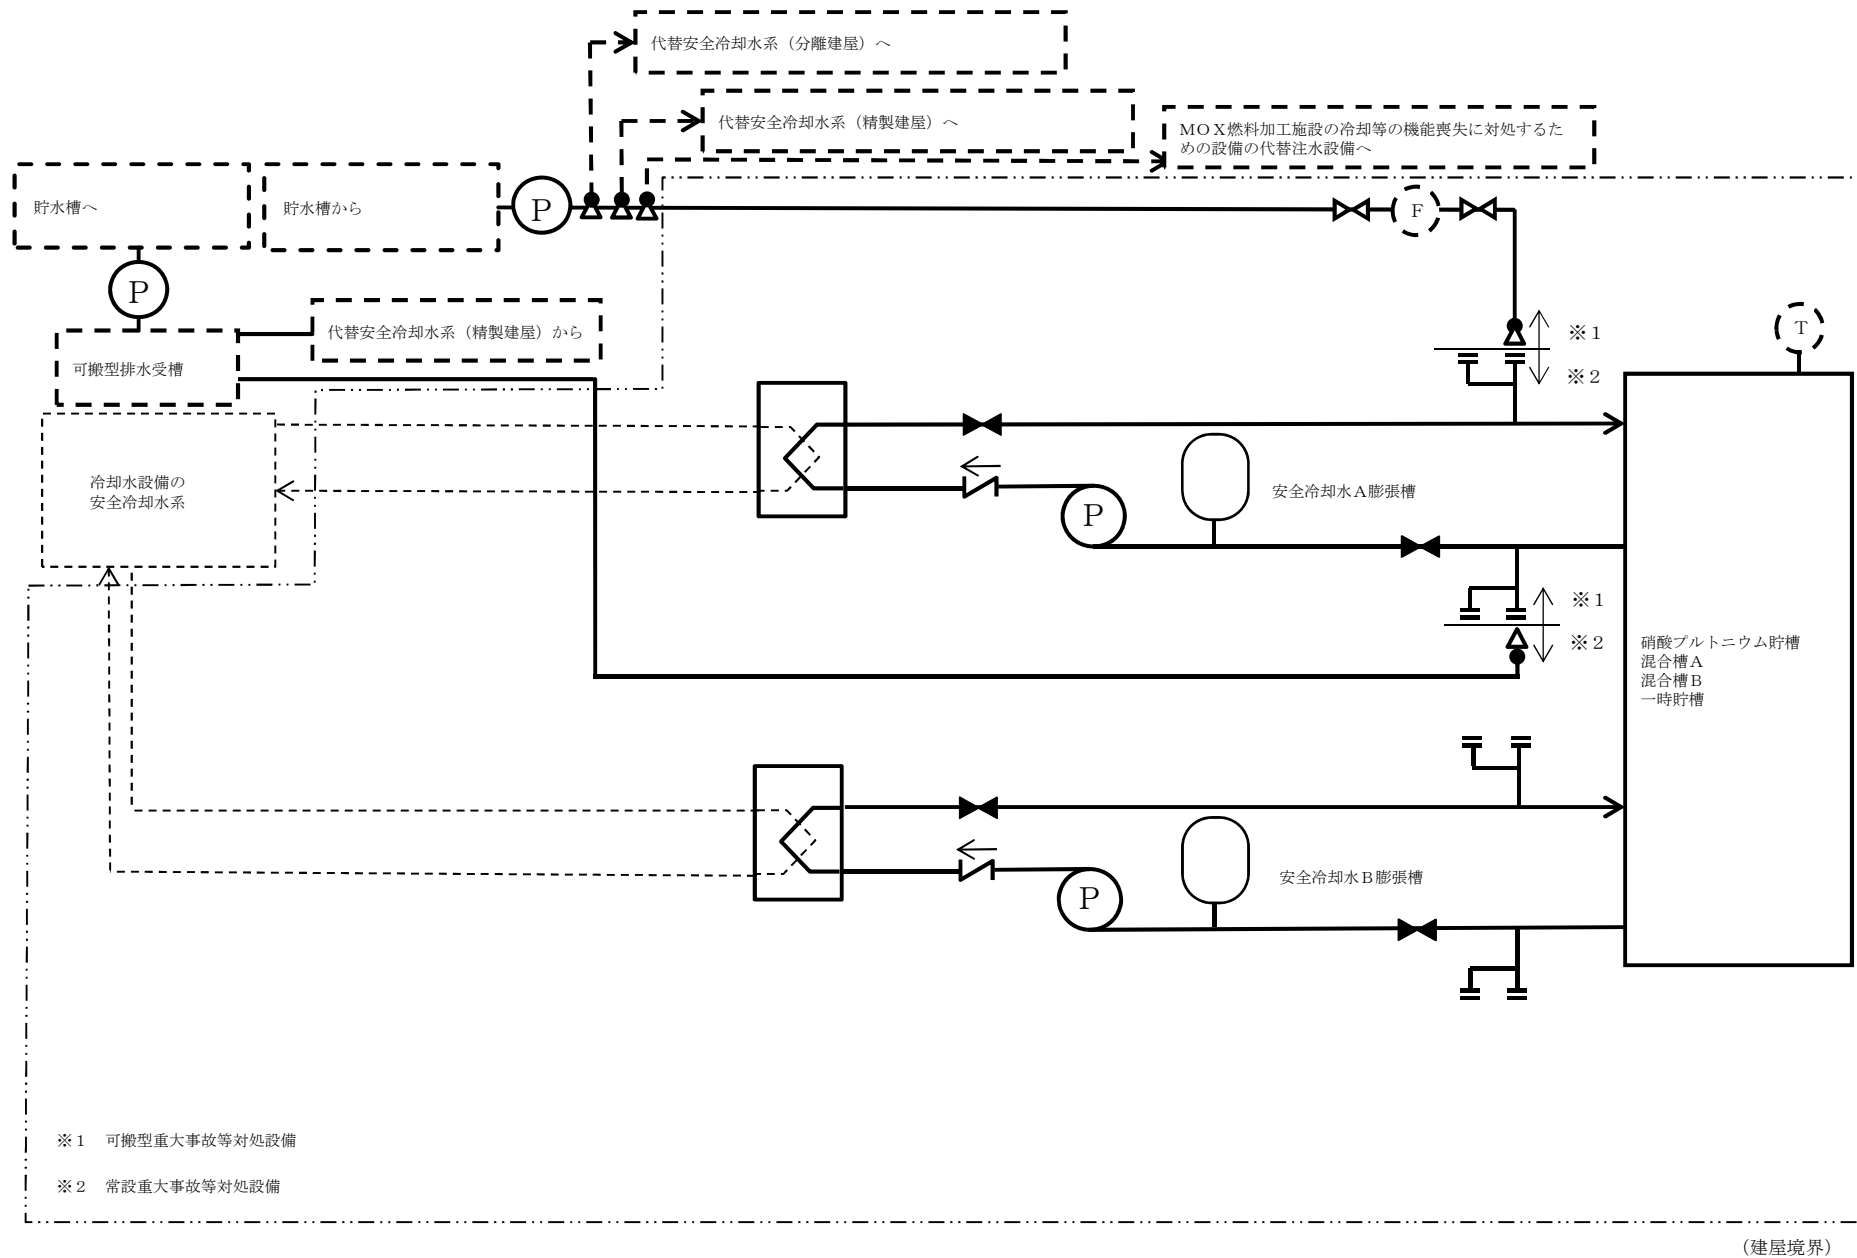 代替安全冷却水系（分離建屋）へ
代替安全冷却水系（精製建屋）へ
ＭＯＸ燃料加工施設の冷却等の機能喪失に対処するた
めの設備の代替注水設備へ
貯水槽へ
貯水槽から
Ｐ
Ｆ
Ｐ
代替安全冷却水系（精製建屋）から
可搬型排水受槽
※１
※２
Ｔ
冷却水設備の
安全冷却水系
安全冷却水Ａ膨張槽
Ｐ
※１
※２
硝酸プルトニウム貯槽
混合槽Ａ
混合槽Ｂ
一時貯槽
安全冷却水Ｂ膨張槽
Ｐ
※１　可搬型重大事故等対処設備
※２　常設重大事故等対処設備
（建屋境界）